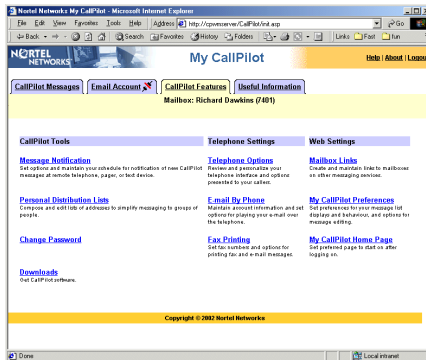 Nortel Networks My CallPilot - Microsoft Internet Explorer
File Edit View Favorites Tools Help Address http://cpwebserver/CallPilot/init.asp Go
Back Search Favorites History Folders Links Fast fun
NORTEL NETWORKS
My CallPilot
Help | About | Logout
CallPilot Messages Email Account CallPilot Features Useful Information
Mailbox: Richard Dawkins (7401)
CallPilot Tools Telephone Settings Web Settings
Message Notification
Set options and maintain your schedule for notification of new CallPilot
messages at remote telephone, pager, or text device.
Telephone Options
Review and personalize your
telephone interface and options
presented to your callers.
Mailbox Links
Create and maintain links to mailboxes
on other messaging services.
Personal Distribution Lists
Compose and edit lists of addresses to simplify messaging to groups of
people.
E-mail By Phone
Maintain account information and set
options for playing your e-mail over
the telephone.
My CallPilot Preferences
Set preferences for your message list
displays and behaviour, and options for
message editing.
Change Password
Fax Printing
Set fax numbers and options for
printing fax and e-mail messages.
My CallPilot Home Page
Set preferred page to start on after
logging on.
Downloads
Get CallPilot software.
Copyright © 2002 Nortel Networks
Done Local intranet